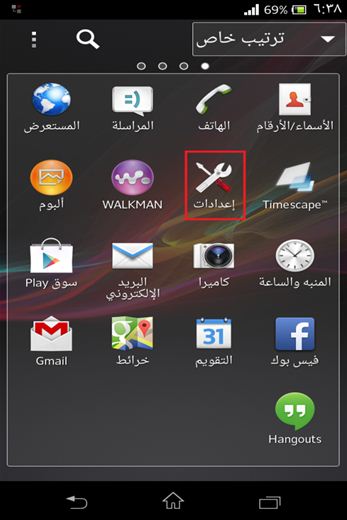 69% ٦:٣٨
ترتيب خاص
الأسماء/الأرقام الهاتف المراسلة المستعرض
Timescape™ إعدادات WALKMAN ألبوم
المنبه والساعة كاميرا البريد الإلكتروني سوق Play
فيس بوك التقويم 31 خرائط Gmail
Hangouts